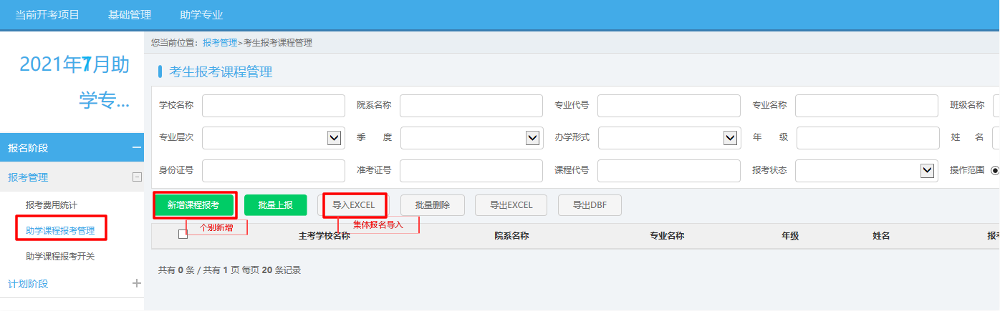 当前开考项目 基础管理 助学专业
您当前位置：报考管理>考生报考课程管理
2021年7月助
学专...
考生报考课程管理
学校名称 院系名称 专业代号 专业名称 班级名称
专业层次 季 度 办学形式 年 级 姓 名
身份证号 准考证号 课程代号 报考状态 操作范围
报名阶段
报考管理
报考费用统计
助学课程报考管理
助学课程报考开关
计划阶段
新增课程报考 批量上报 导入EXCEL 批量删除 导出EXCEL 导出DBF
个别新增 集体报名导入
主考学校名称 院系名称 专业名称 年级 姓名 报考
共有 0 条 / 共有 1 页 每页 20 条记录